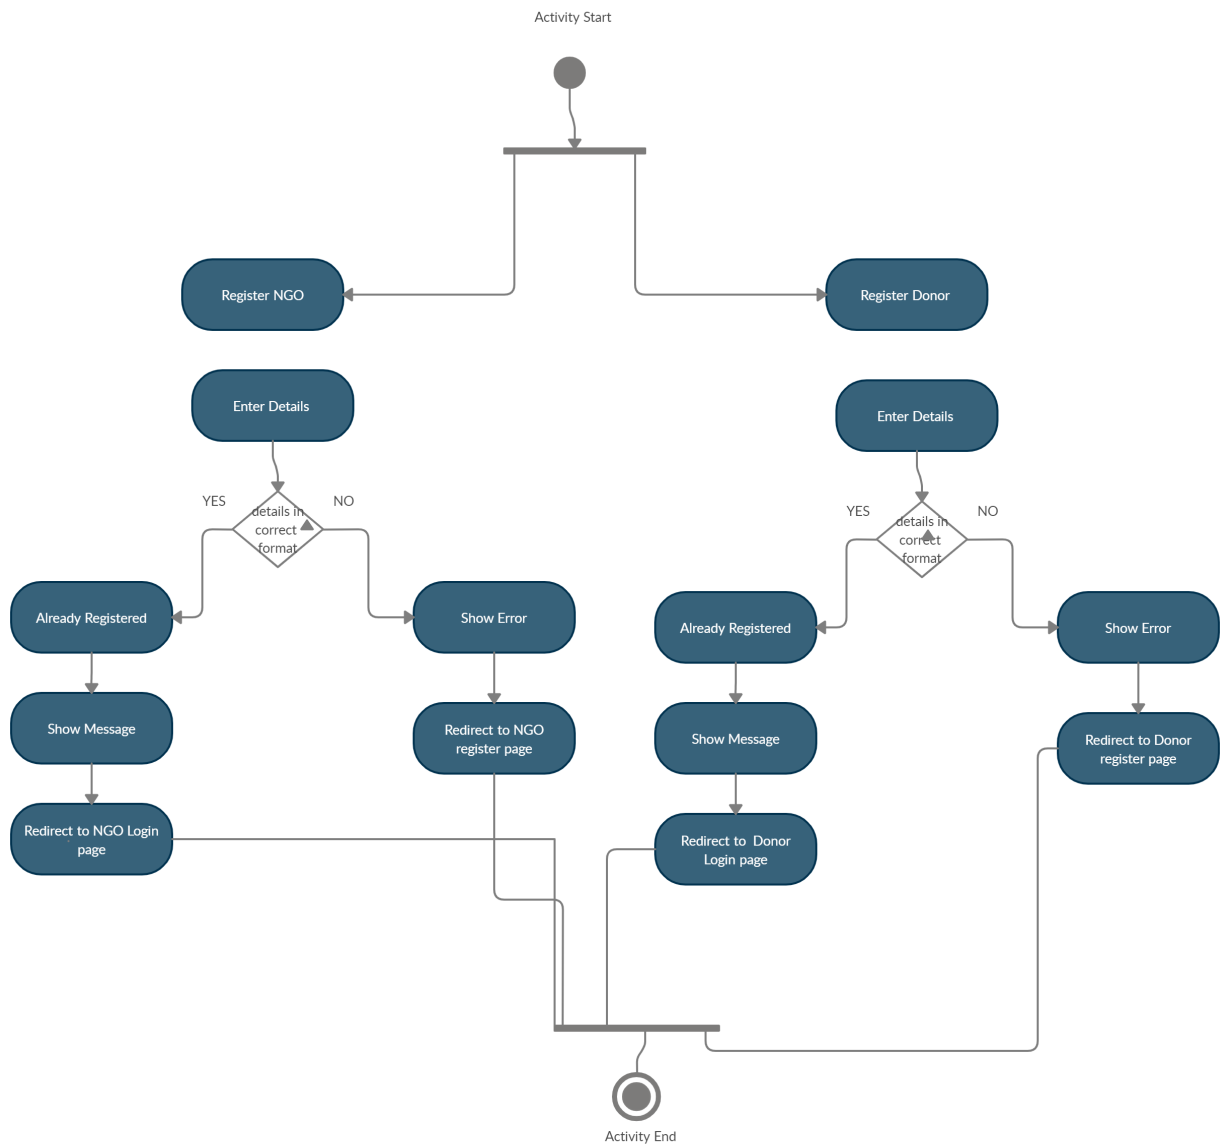 Activity Start
Register NGO
Register Donor
Enter Details
Enter Details
YES
NO
details in
correct
format
YES
NO
details in
correct
format
Already Registered
Show Error
Already Registered
Show Error
Show Message
Redirect to NGO
register page
Show Message
Redirect to Donor
register page
Redirect to NGO Login
page
Redirect to  Donor
Login page
Activity End